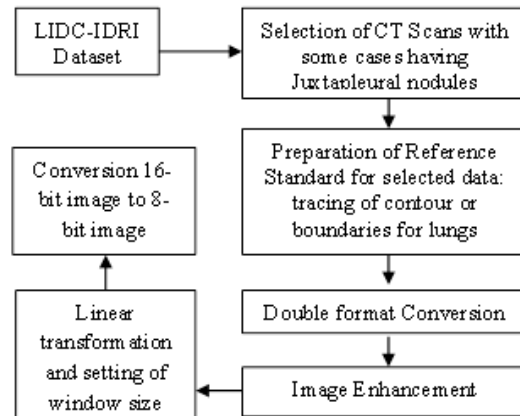 LIDC-IDRI
Dataset
Selection of CT Scans with
some cases having
Juxtapleural nodules
Preparation of Reference
Standard for selected data:
tracing of contour or
boundaries for lungs
Double format Conversion
Image Enhancement
Linear
transformation
and setting of
window size
Conversion 16-
bit image to 8-
bit image